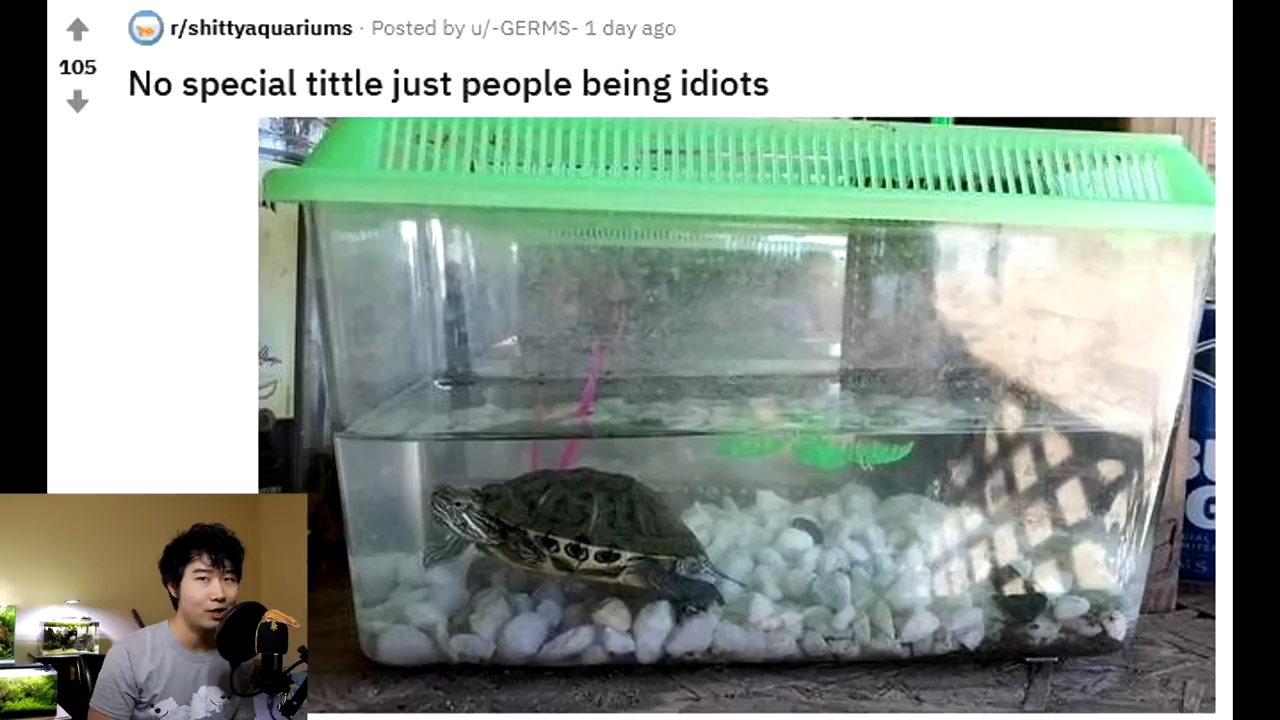 r/shittyaquariums · Posted by u/-GERMS- 1 day ago
105
No special tittle just people being idiots